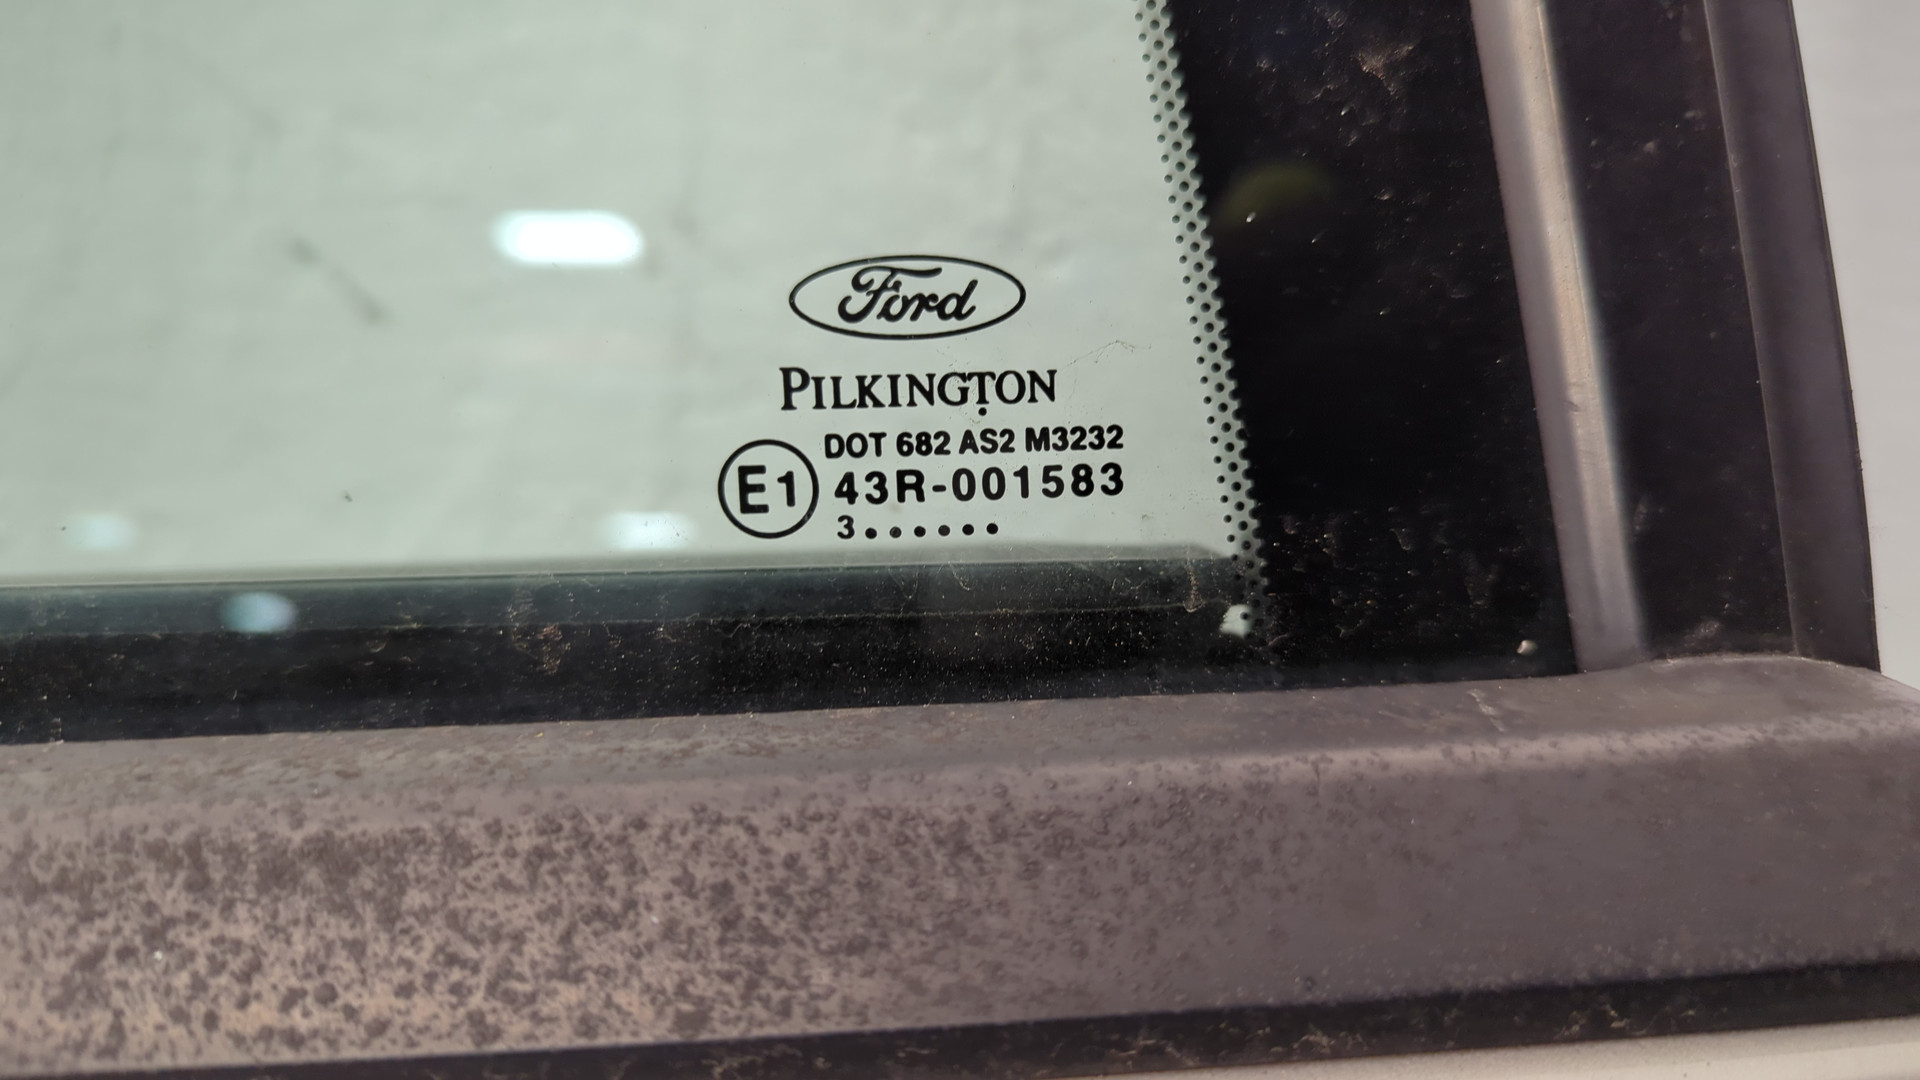 Ford
PILKINGTON
DOT 682 AS2 M3232
E1 43R-001583
3••••••